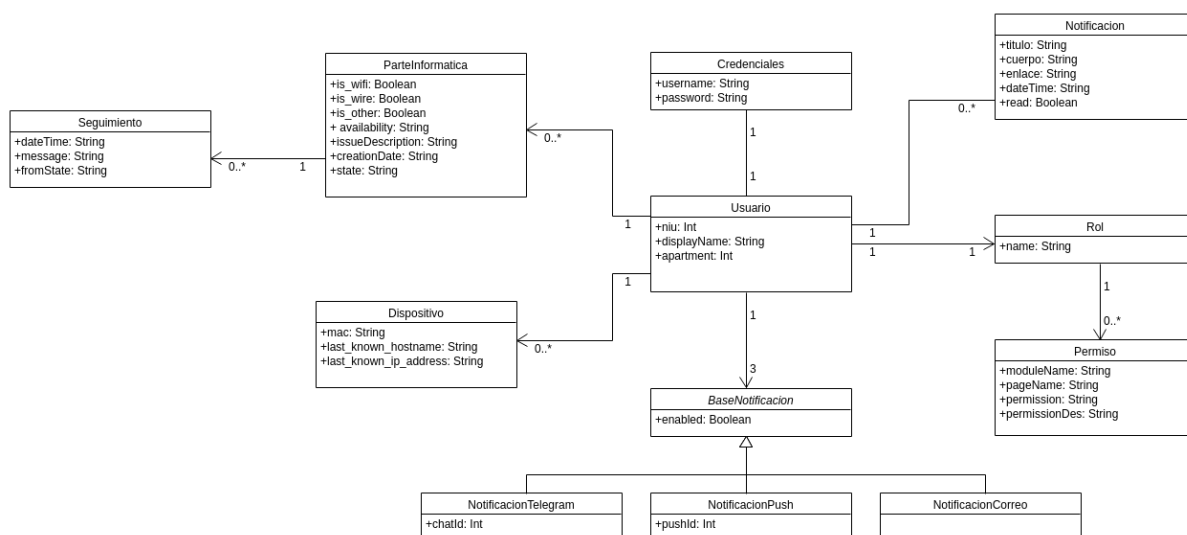 Notificacion
+titulo: String
+cuerpo: String
+enlace: String
+dateTime: String
+read: Boolean
0..*
ParteInformatica
+is_wifi: Boolean
+is_wire: Boolean
+is_other: Boolean
+ availability: String
+issueDescription: String
+creationDate: String
+state: String
0..*
Credenciales
+username: String
+password: String
1
1
Seguimiento
+dateTime: String
+message: String
+fromState: String
0..*
1
Usuario
+niu: Int
+displayName: String
+apartment: Int
1
1
1
1
1
1
Rol
+name: String
1
0..*
Dispositivo
+mac: String
+last_known_hostname: String
+last_known_ip_address: String
0..*
3
BaseNotificacion
+enabled: Boolean
Permiso
+moduleName: String
+pageName: String
+permission: String
+permissionDes: String
NotificacionTelegram
+chatId: Int
NotificacionPush
+pushId: Int
NotificacionCorreo